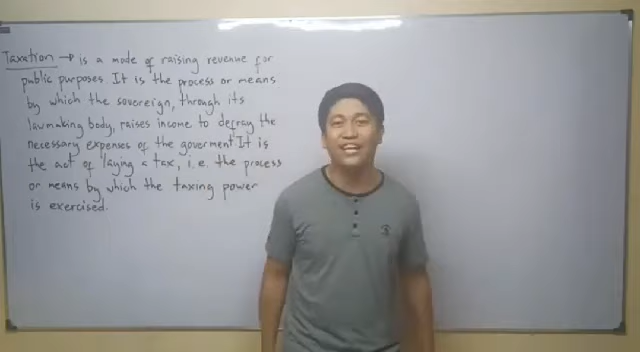 Taxation → is a mode of raising revenue for
public purposes. It is the process or means
by which the sovereign, through its
lawmaking body, raises income to defray the
necessary expenses of the goverment It is
the act of laying a tax, i.e. the process
or means by which the taxing power
is exercised.